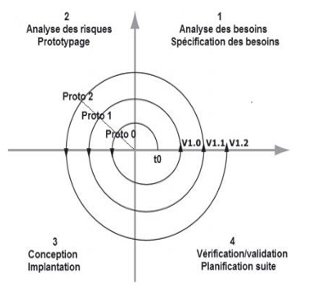 2
Analyse des risques
Prototypage
1
Analyse des besoins
Spécification des besoins
Proto 2
Proto 1
Proto 0
t0
V1.0
V1.1
V1.2
3
Conception
Implantation
4
Vérification/validation
Planification suite